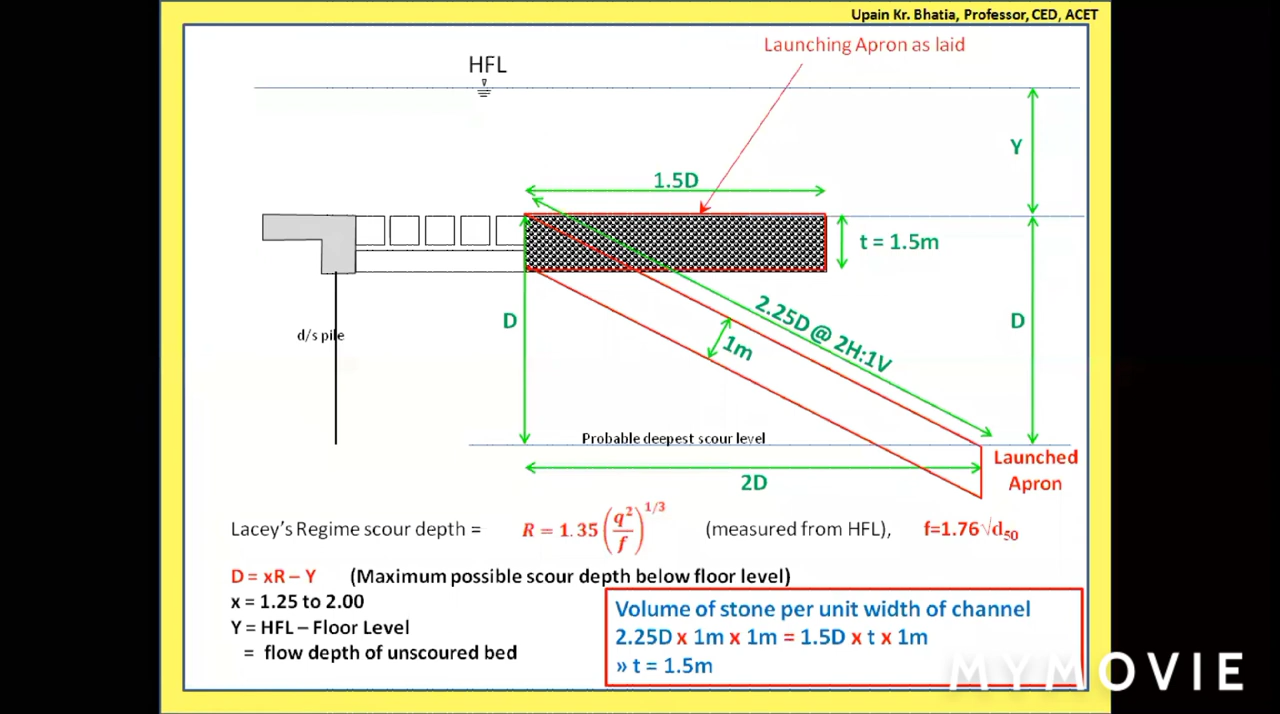 Upain Kr. Bhatia, Professor, CED, ACET
Launching Apron as laid
HFL
Y
1.5D
t = 1.5m
D
2.25D @ 2H:1V
D
d/s pile
1m
Probable deepest scour level
2D
Launched
Apron
Lacey's Regime scour depth = R = 1.35 (q²/f)^1/3 (measured from HFL), f=1.76√d₅₀
D = xR – Y (Maximum possible scour depth below floor level)
x = 1.25 to 2.00
Y = HFL – Floor Level
= flow depth of unscoured bed
Volume of stone per unit width of channel
2.25D x 1m x 1m = 1.5D x t x 1m
» t = 1.5m
MYMOVIE